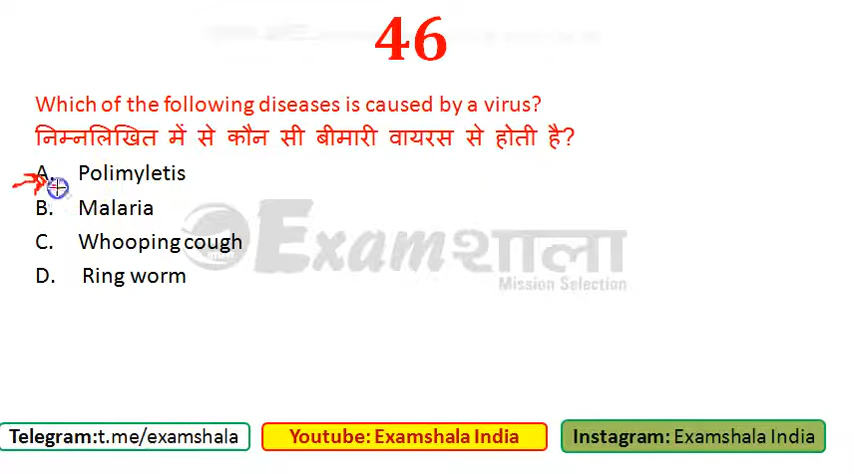 46
Which of the following diseases is caused by a virus?
निम्नलिखित में से कौन सी बीमारी वायरस से होती है?
A. Polimyletis
B. Malaria
C. Whooping cough
D. Ring worm
Examशाला
Mission Selection
Telegram:t.me/examshala
Youtube: Examshala India
Instagram: Examshala India